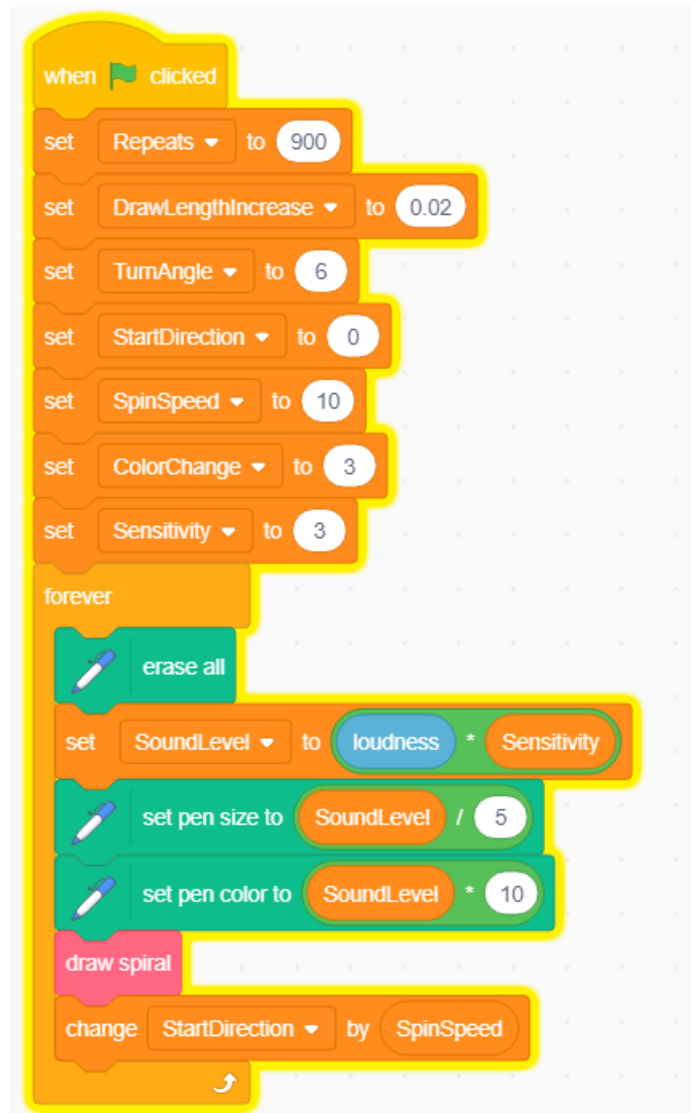 when clicked
set Repeats to 900
set DrawLengthIncrease to 0.02
set TurnAngle to 6
set StartDirection to 0
set SpinSpeed to 10
set ColorChange to 3
set Sensitivity to 3
forever
erase all
set SoundLevel to loudness * Sensitivity
set pen size to SoundLevel / 5
set pen color to SoundLevel * 10
draw spiral
change StartDirection by SpinSpeed